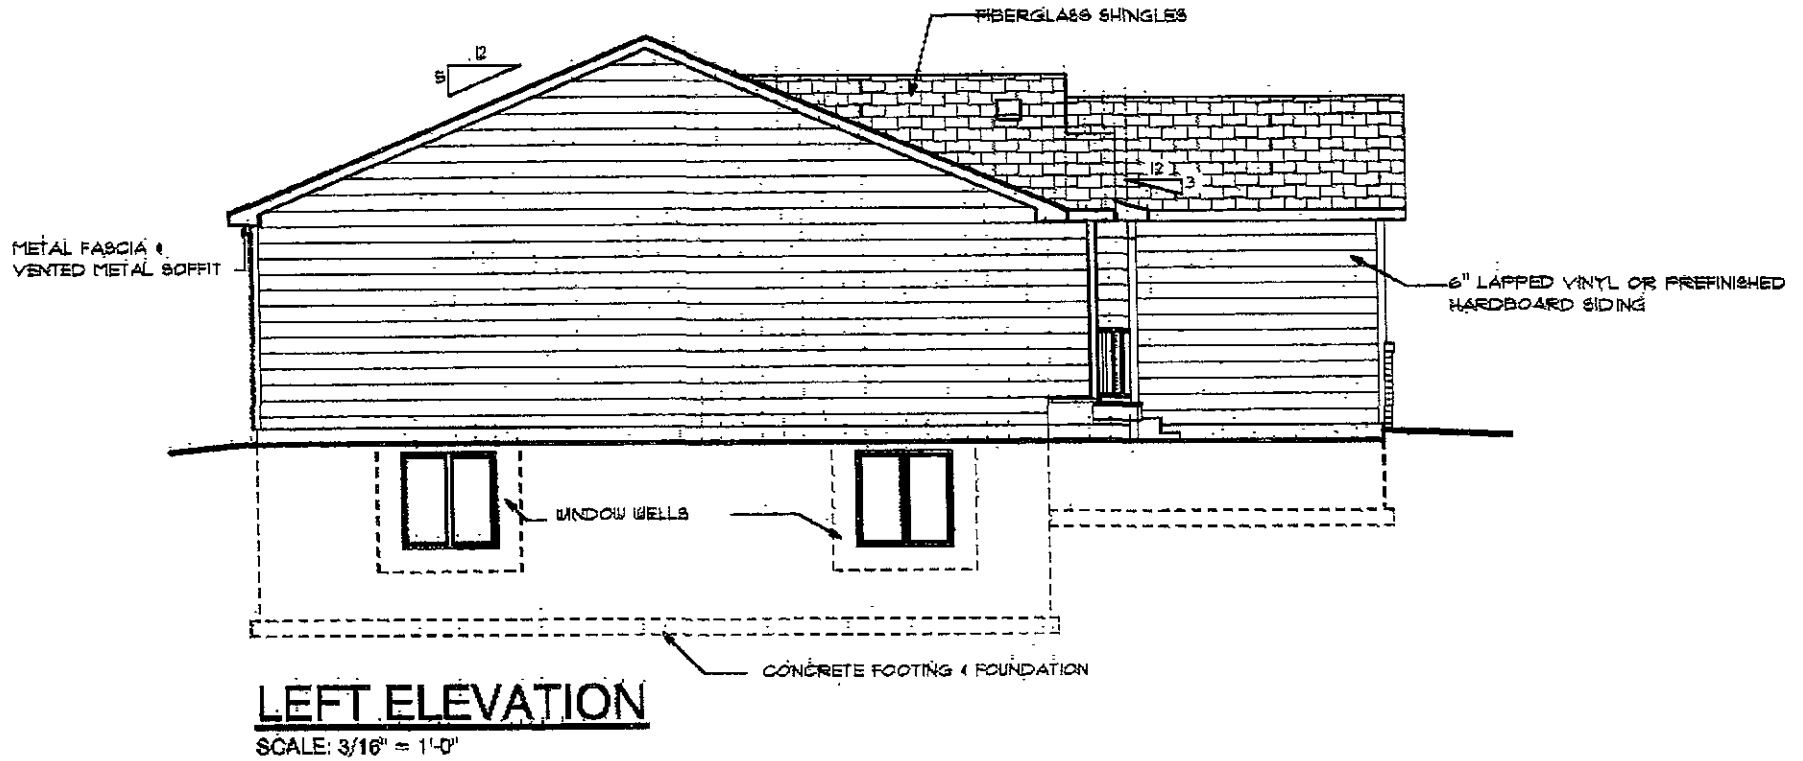 FIBERGLASS SHINGLES
12
5
12
3
METAL FASCIA &
VENTED METAL SOFFIT
6" LAPPED VINYL OR PREFINISHED
HARDBOARD SIDING
WINDOW WELLS
CONCRETE FOOTING & FOUNDATION
LEFT ELEVATION
SCALE: 3/16" = 1'-0"